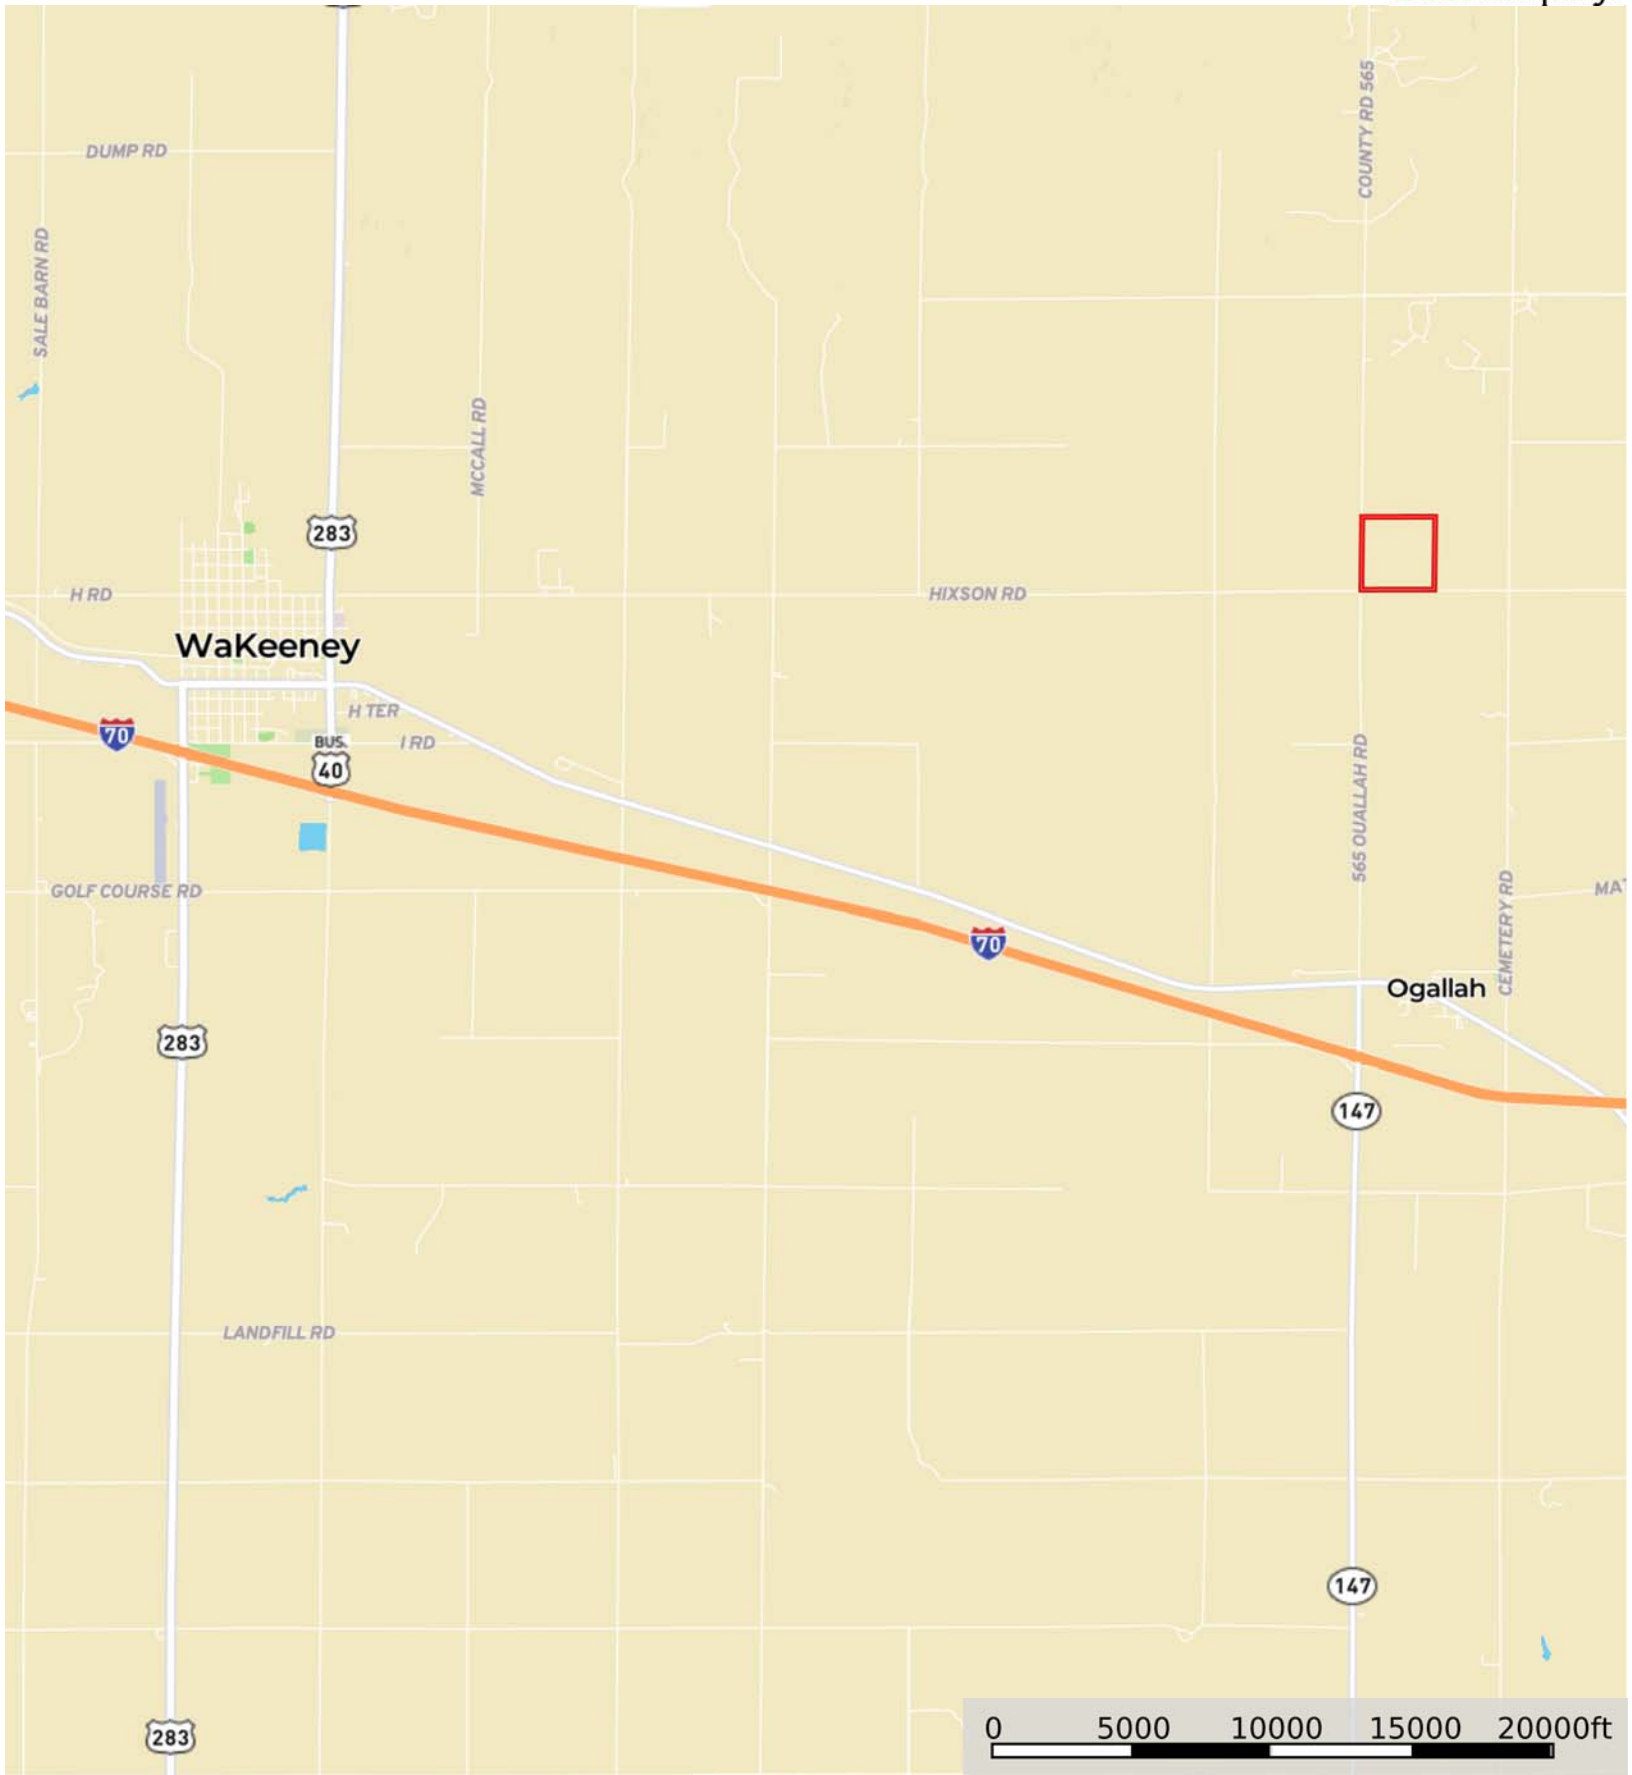 COUNTY RD 565
DUMP RD
SALE BARN RD
MCCALL RD
283
H RD
HIXSON RD
WaKeeney
H TER
70
I RD
BUS.
40
565 OUALLAH RD
GOLF COURSE RD
CEMETERY RD
70
Ogallah
283
147
LANDFILL RD
147
283
0 5000 10000 15000 20000ft